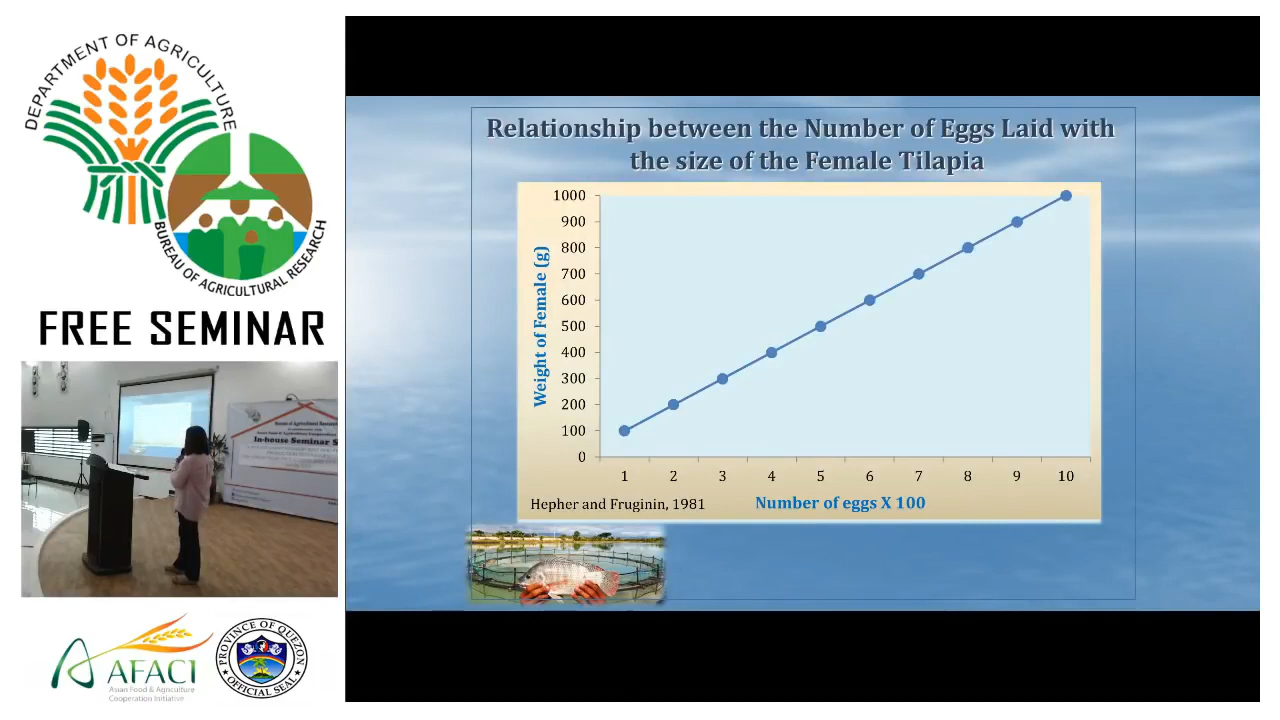 DEPARTMENT OF AGRICULTURE
BUREAU OF AGRICULTURAL RESEARCH
FREE SEMINAR
In-house Seminar
AFACI
Asian Food & Agriculture
Cooperation Initiative
PROVINCE OF QUEZON
OFFICIAL SEAL
Relationship between the Number of Eggs Laid with
the size of the Female Tilapia
Weight of Female (g)
1000
900
800
700
600
500
400
300
200
100
0
1 2 3 4 5 6 7 8 9 10
Hepher and Fruginin, 1981
Number of eggs X 100